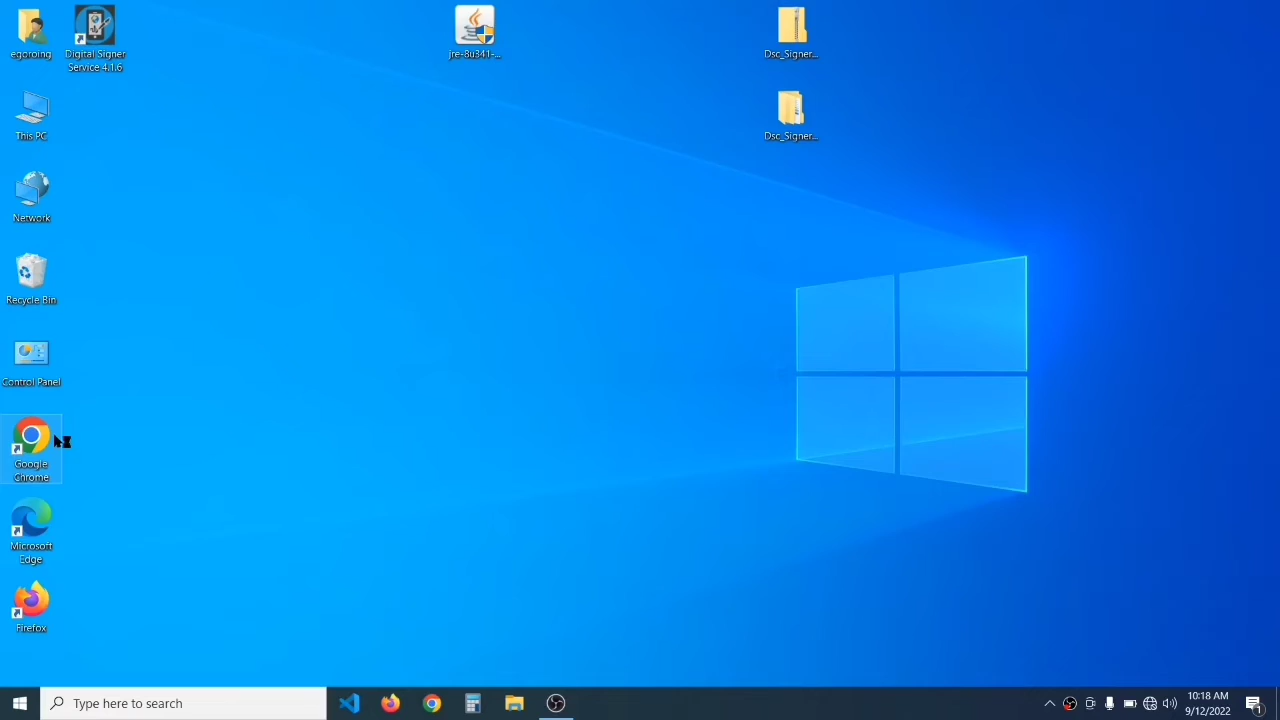 egoroing
Digital Signer
Service 4.1.6
jre-8u341-...
Dsc_Signer...
This PC
Dsc_Signer...
Network
Recycle Bin
Control Panel
Google
Chrome
Microsoft
Edge
Firefox
Type here to search
10:18 AM
9/12/2022
1